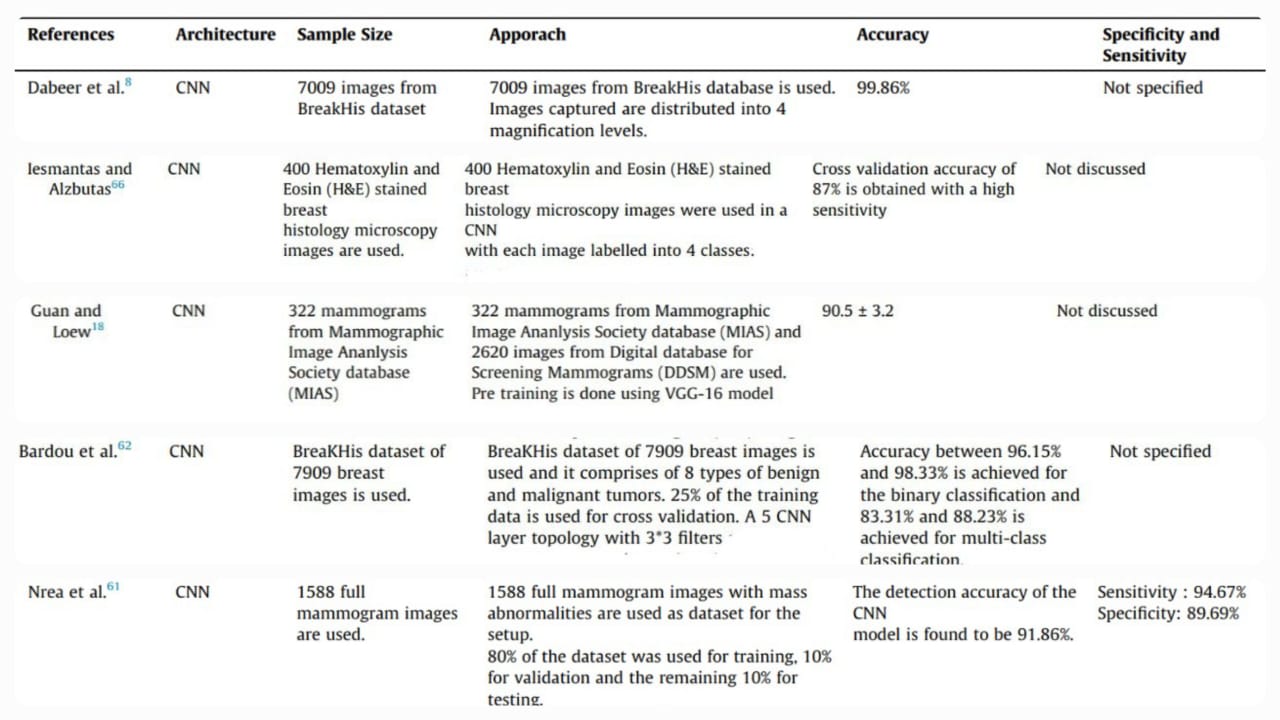 References Architecture Sample Size Apporach Accuracy Specificity and
Sensitivity
Dabeer et al.8 CNN 7009 images from
BreakHis dataset
7009 images from BreakHis database is used.
Images captured are distributed into 4
magnification levels.
99.86%
Not specified
Iesmantas and
Alzbutas66
CNN
400 Hematoxylin and
Eosin (H&E) stained
breast
histology microscopy
images are used.
400 Hematoxylin and Eosin (H&E) stained
breast
histology microscopy images were used in a
CNN
with each image labelled into 4 classes.
Cross validation accuracy of
87% is obtained with a high
sensitivity
Not discussed
Guan and
Loew18
CNN
322 mammograms
from Mammographic
Image Ananlysis
Society database
(MIAS)
322 mammograms from Mammographic
Image Ananlysis Society database (MIAS) and
2620 images from Digital database for
Screening Mammograms (DDSM) are used.
Pre training is done using VGG-16 model
90.5 ± 3.2
Not discussed
Bardou et al.62
CNN
BreaKHis dataset of
7909 breast
images is used.
BreaKHis dataset of 7909 breast images is
used and it comprises of 8 types of benign
and malignant tumors. 25% of the training
data is used for cross validation. A 5 CNN
layer topology with 3*3 filters
Accuracy between 96.15%
and 98.33% is achieved for
the binary classification and
83.31% and 88.23% is
achieved for multi-class
classification.
Not specified
Nrea et al.61
CNN
1588 full
mammogram images
are used.
1588 full mammogram images with mass
abnormalities are used as dataset for the
setup.
80% of the dataset was used for training, 10%
for validation and the remaining 10% for
testing.
The detection accuracy of the
CNN
model is found to be 91.86%.
Sensitivity : 94.67%
Specificity: 89.69%